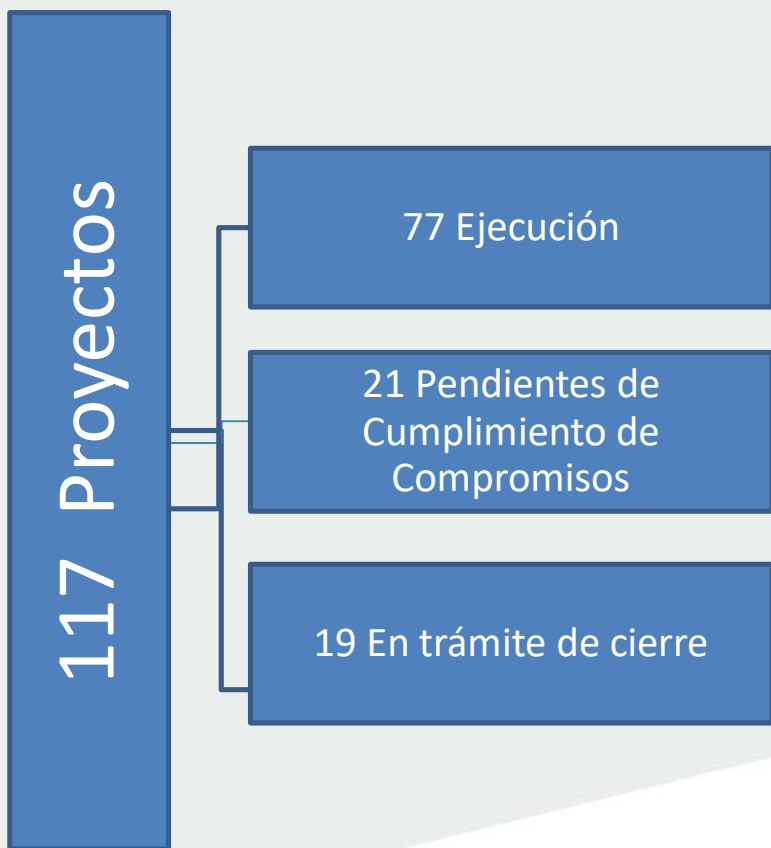 117 Proyectos
77 Ejecución
21 Pendientes de
Cumplimiento de
Compromisos
19 En trámite de cierre